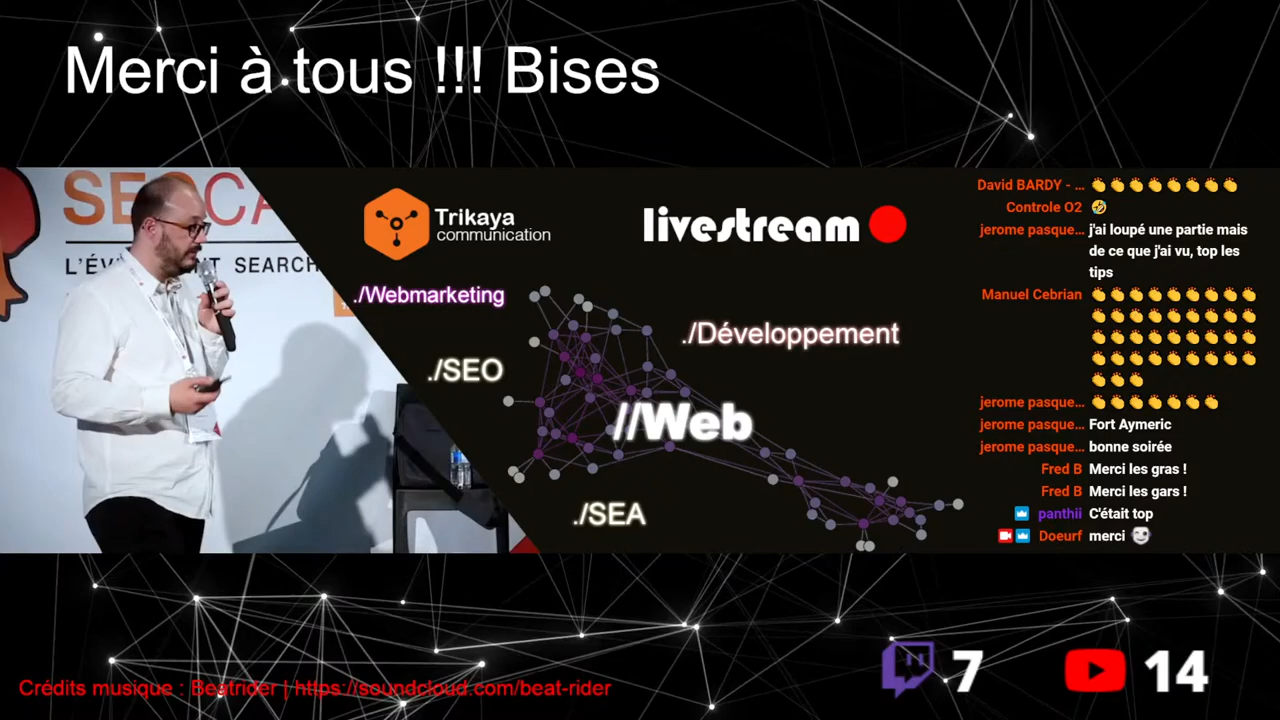 Merci à tous !!! Bises
SEOCA
L'ÉV
NT SEARCH
Trikaya
communication
livestream
./Webmarketing
./Développement
./SEO
//Web
./SEA
David BARDY - ...
Controle O2
jerome pasque... j'ai loupé une partie mais
de ce que j'ai vu, top les
tips
Manuel Cebrian
jerome pasque...
jerome pasque... Fort Aymeric
jerome pasque... bonne soirée
Fred B Merci les gras !
Fred B Merci les gars !
panthii C'était top
Doeurf merci
7
14
Crédits musique : Beatrider | https://soundcloud.com/beat-rider